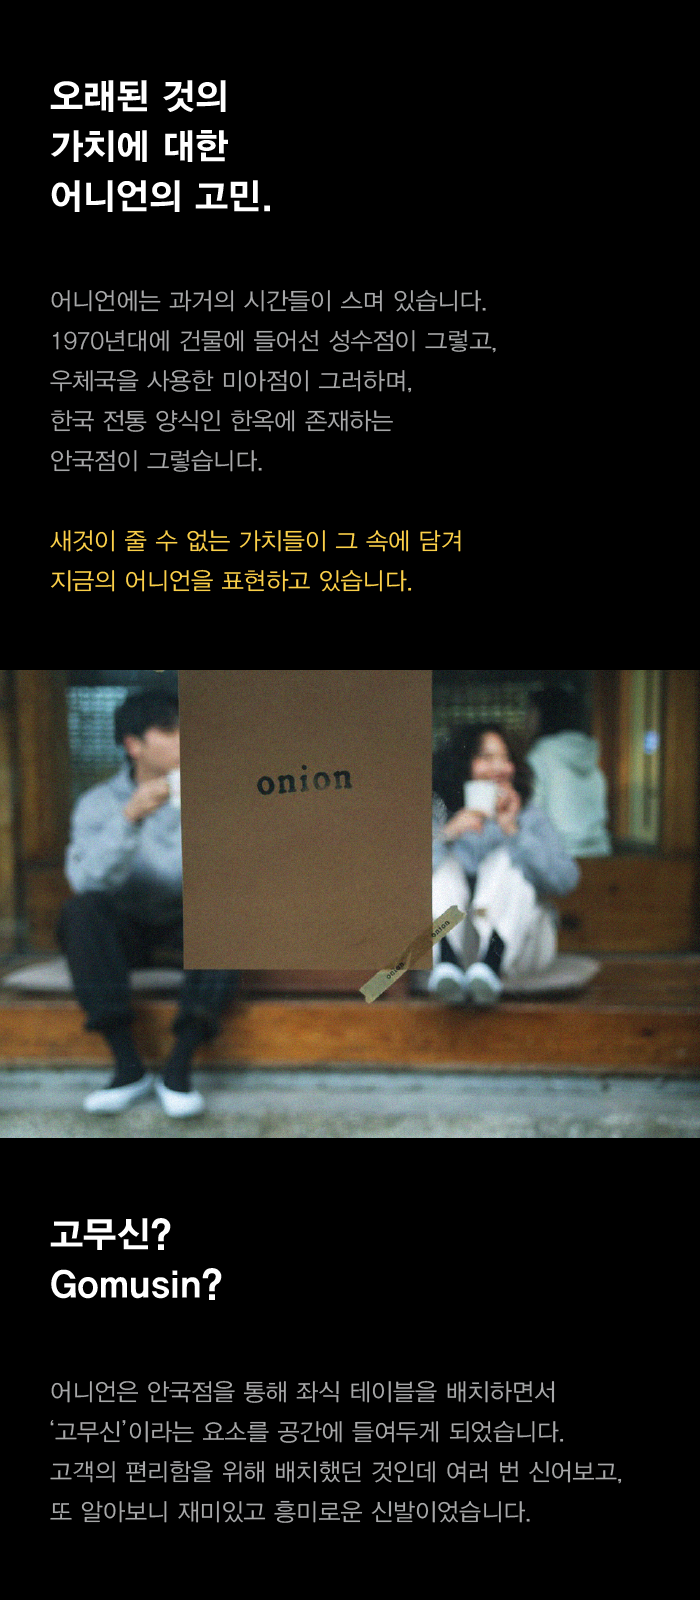 오래된 것의
가치에 대한
어니언의 고민.
어니언에는 과거의 시간들이 스며 있습니다.
1970년대에 건물에 들어선 성수점이 그렇고,
우체국을 사용한 미아점이 그러하며,
한국 전통 양식인 한옥에 존재하는
안국점이 그렇습니다.
새것이 줄 수 없는 가치들이 그 속에 담겨
지금의 어니언을 표현하고 있습니다.
onion
onion
onion
고무신?
Gomusin?
어니언은 안국점을 통해 좌식 테이블을 배치하면서
‘고무신’이라는 요소를 공간에 들여두게 되었습니다.
고객의 편리함을 위해 배치했던 것인데 여러 번 신어보고,
또 알아보니 재미있고 흥미로운 신발이었습니다.